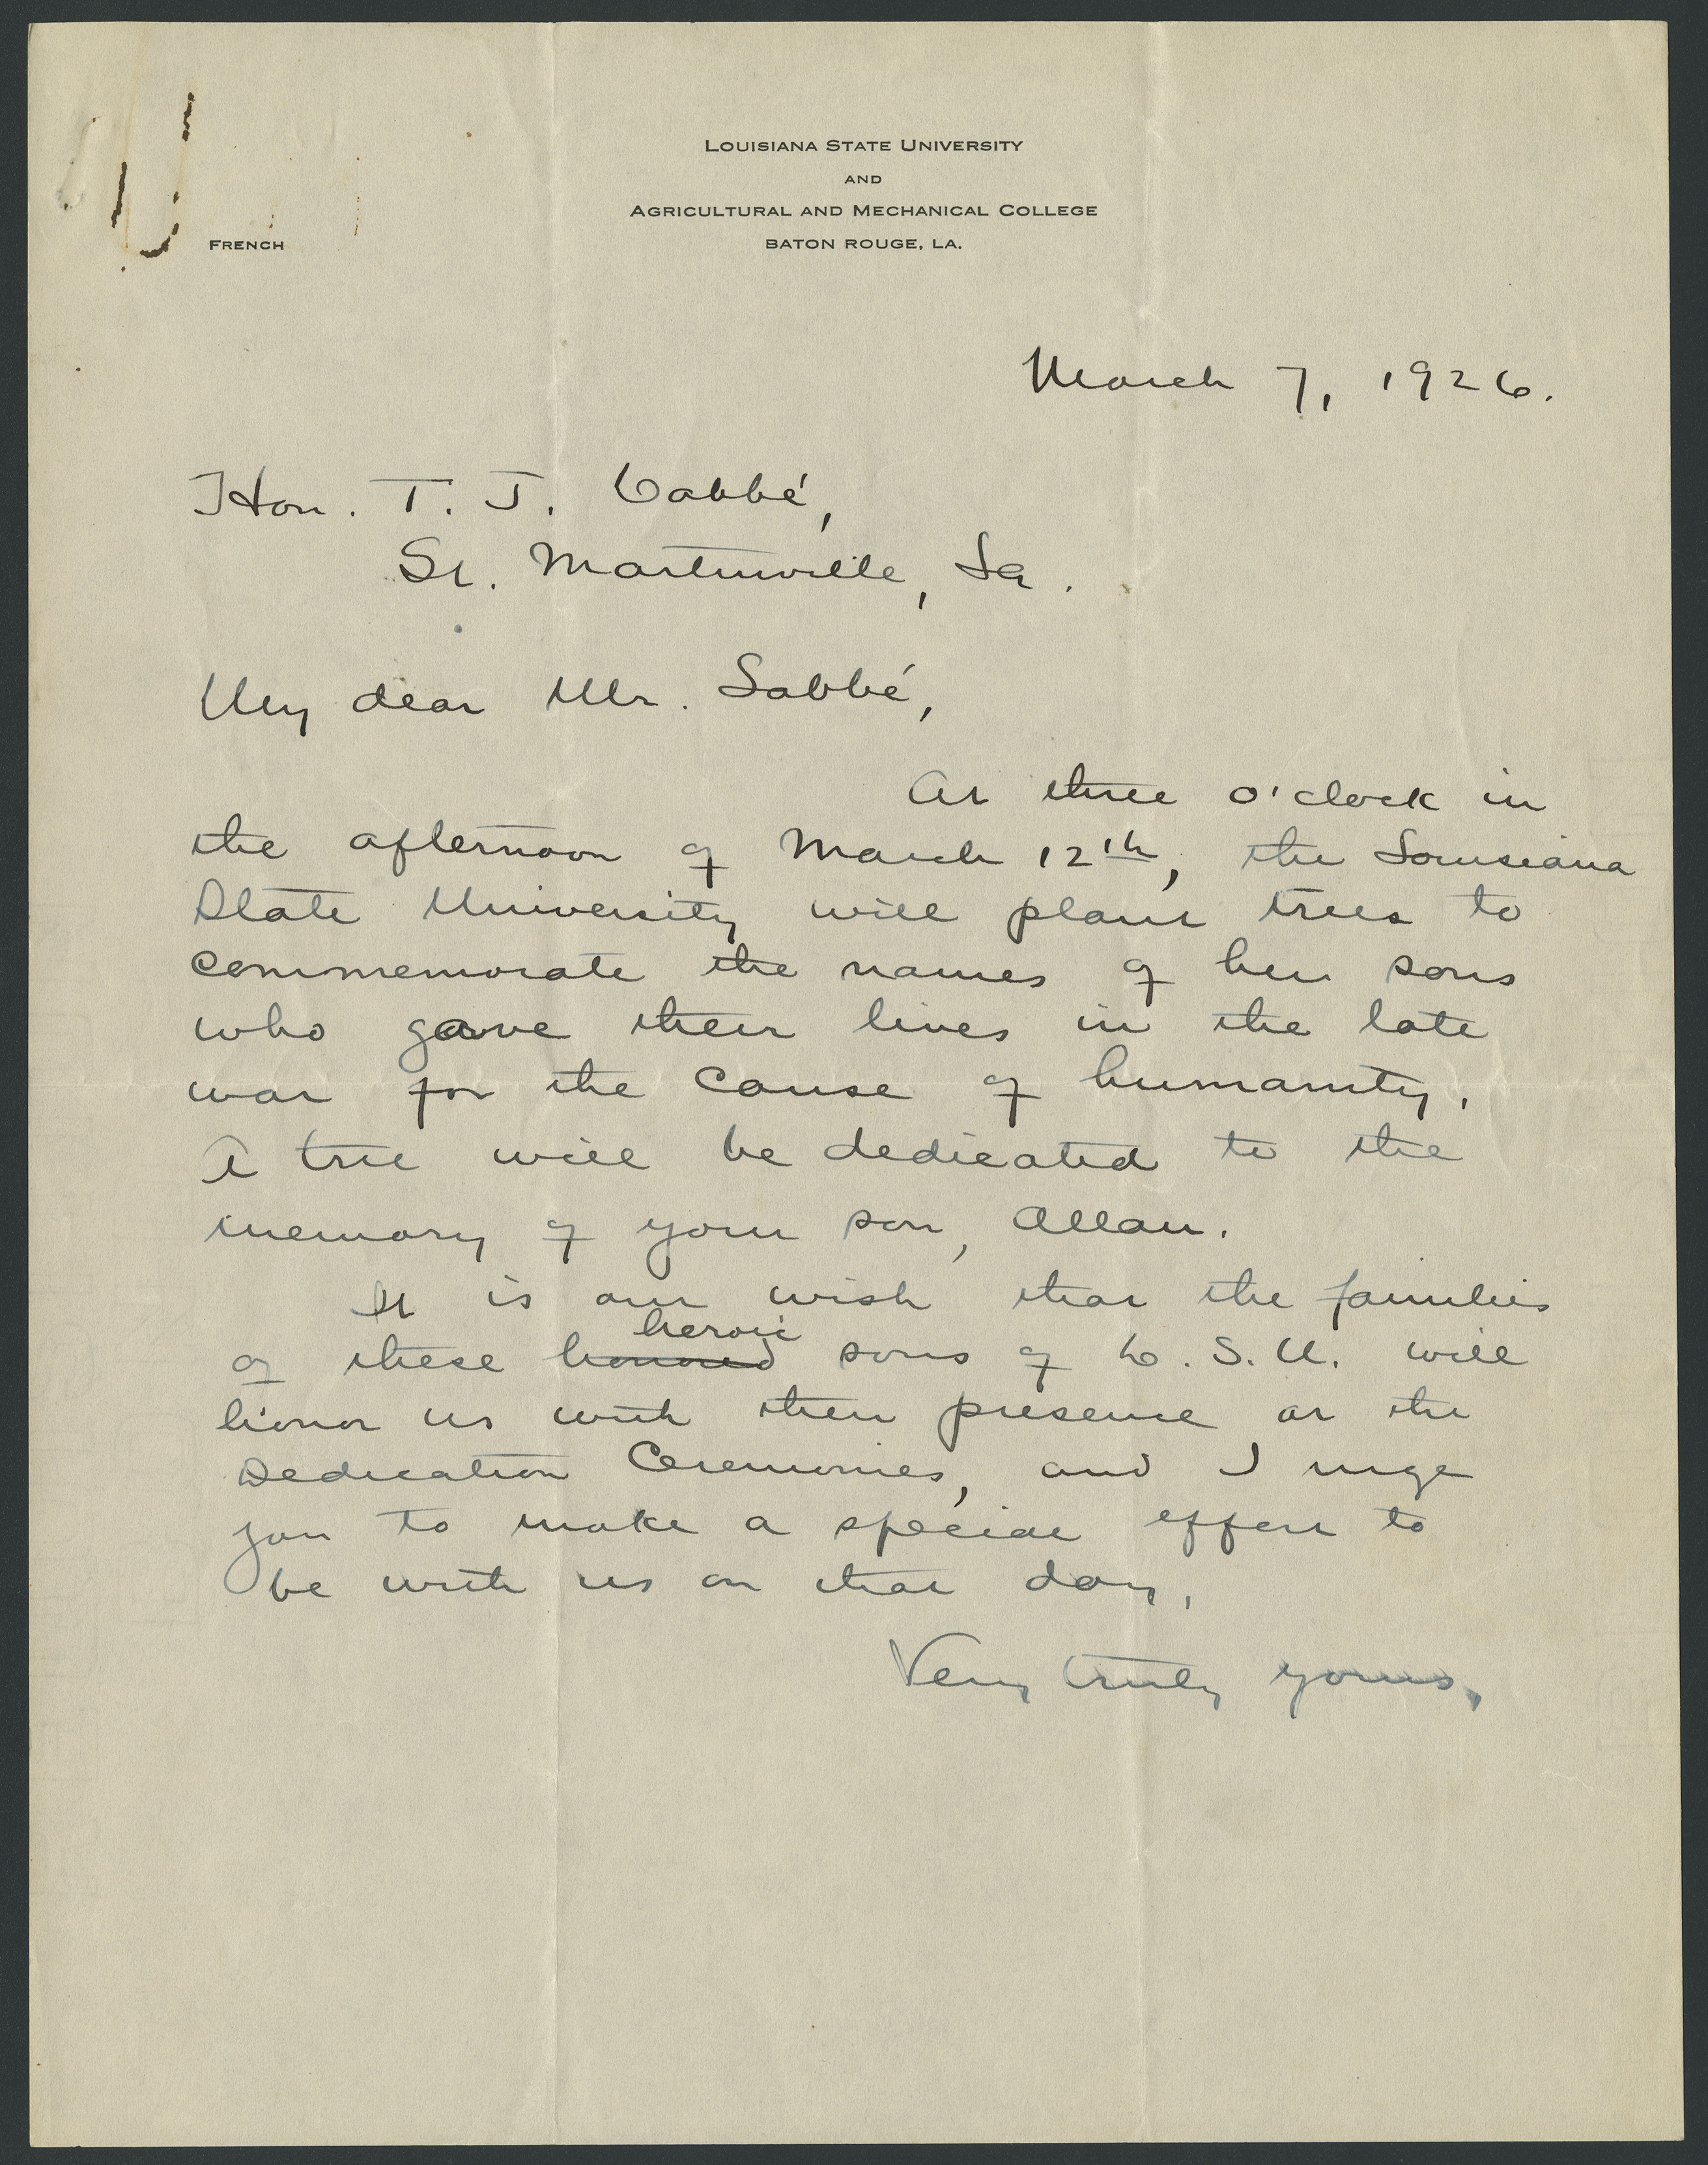 LOUISIANA STATE UNIVERSITY
AND
AGRICULTURAL AND MECHANICAL COLLEGE
FRENCH
BATON ROUGE, LA.
March 7, 1926.
Hon. T. J. Labbé,
St. Martinville, La.
My dear Mr. Labbé,
At three o'clock in
the afternoon of March 12th, the Louisiana
State University will plant trees to
commemorate the names of her sons
who gave their lives in the late
war for the cause of humanity.
A tree will be dedicated to the
memory of your son, Allan.
It is our wish that the families
heroic
of these honored sons of L. S. U. will
honor us with their presence at the
Dedication Ceremonies, and I urge
you to make a special effort to
be with us on that day.
Very truly yours,